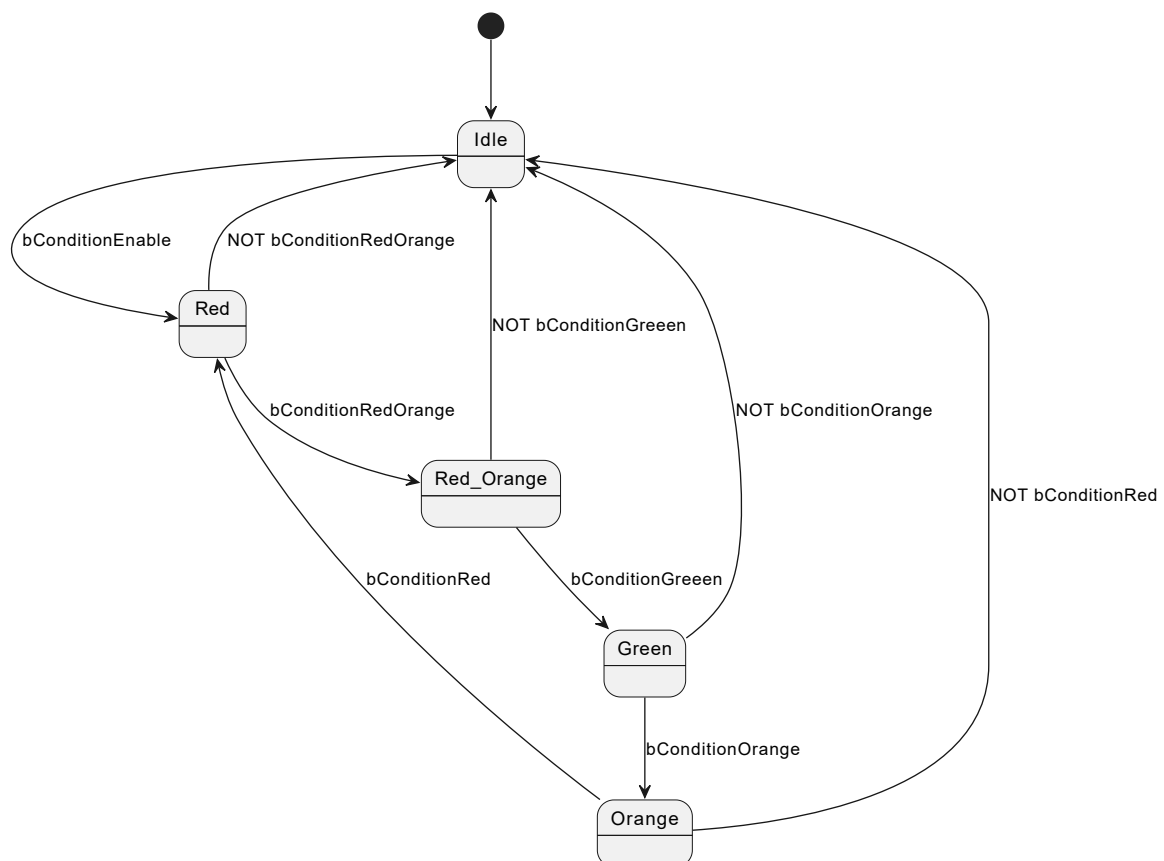 Idle
bConditionEnable
NOT bConditionRedOrange
Red
NOT bConditionGreeen
bConditionRedOrange
NOT bConditionOrange
Red_Orange
NOT bConditionRed
bConditionRed
bConditionGreeen
Green
bConditionOrange
Orange